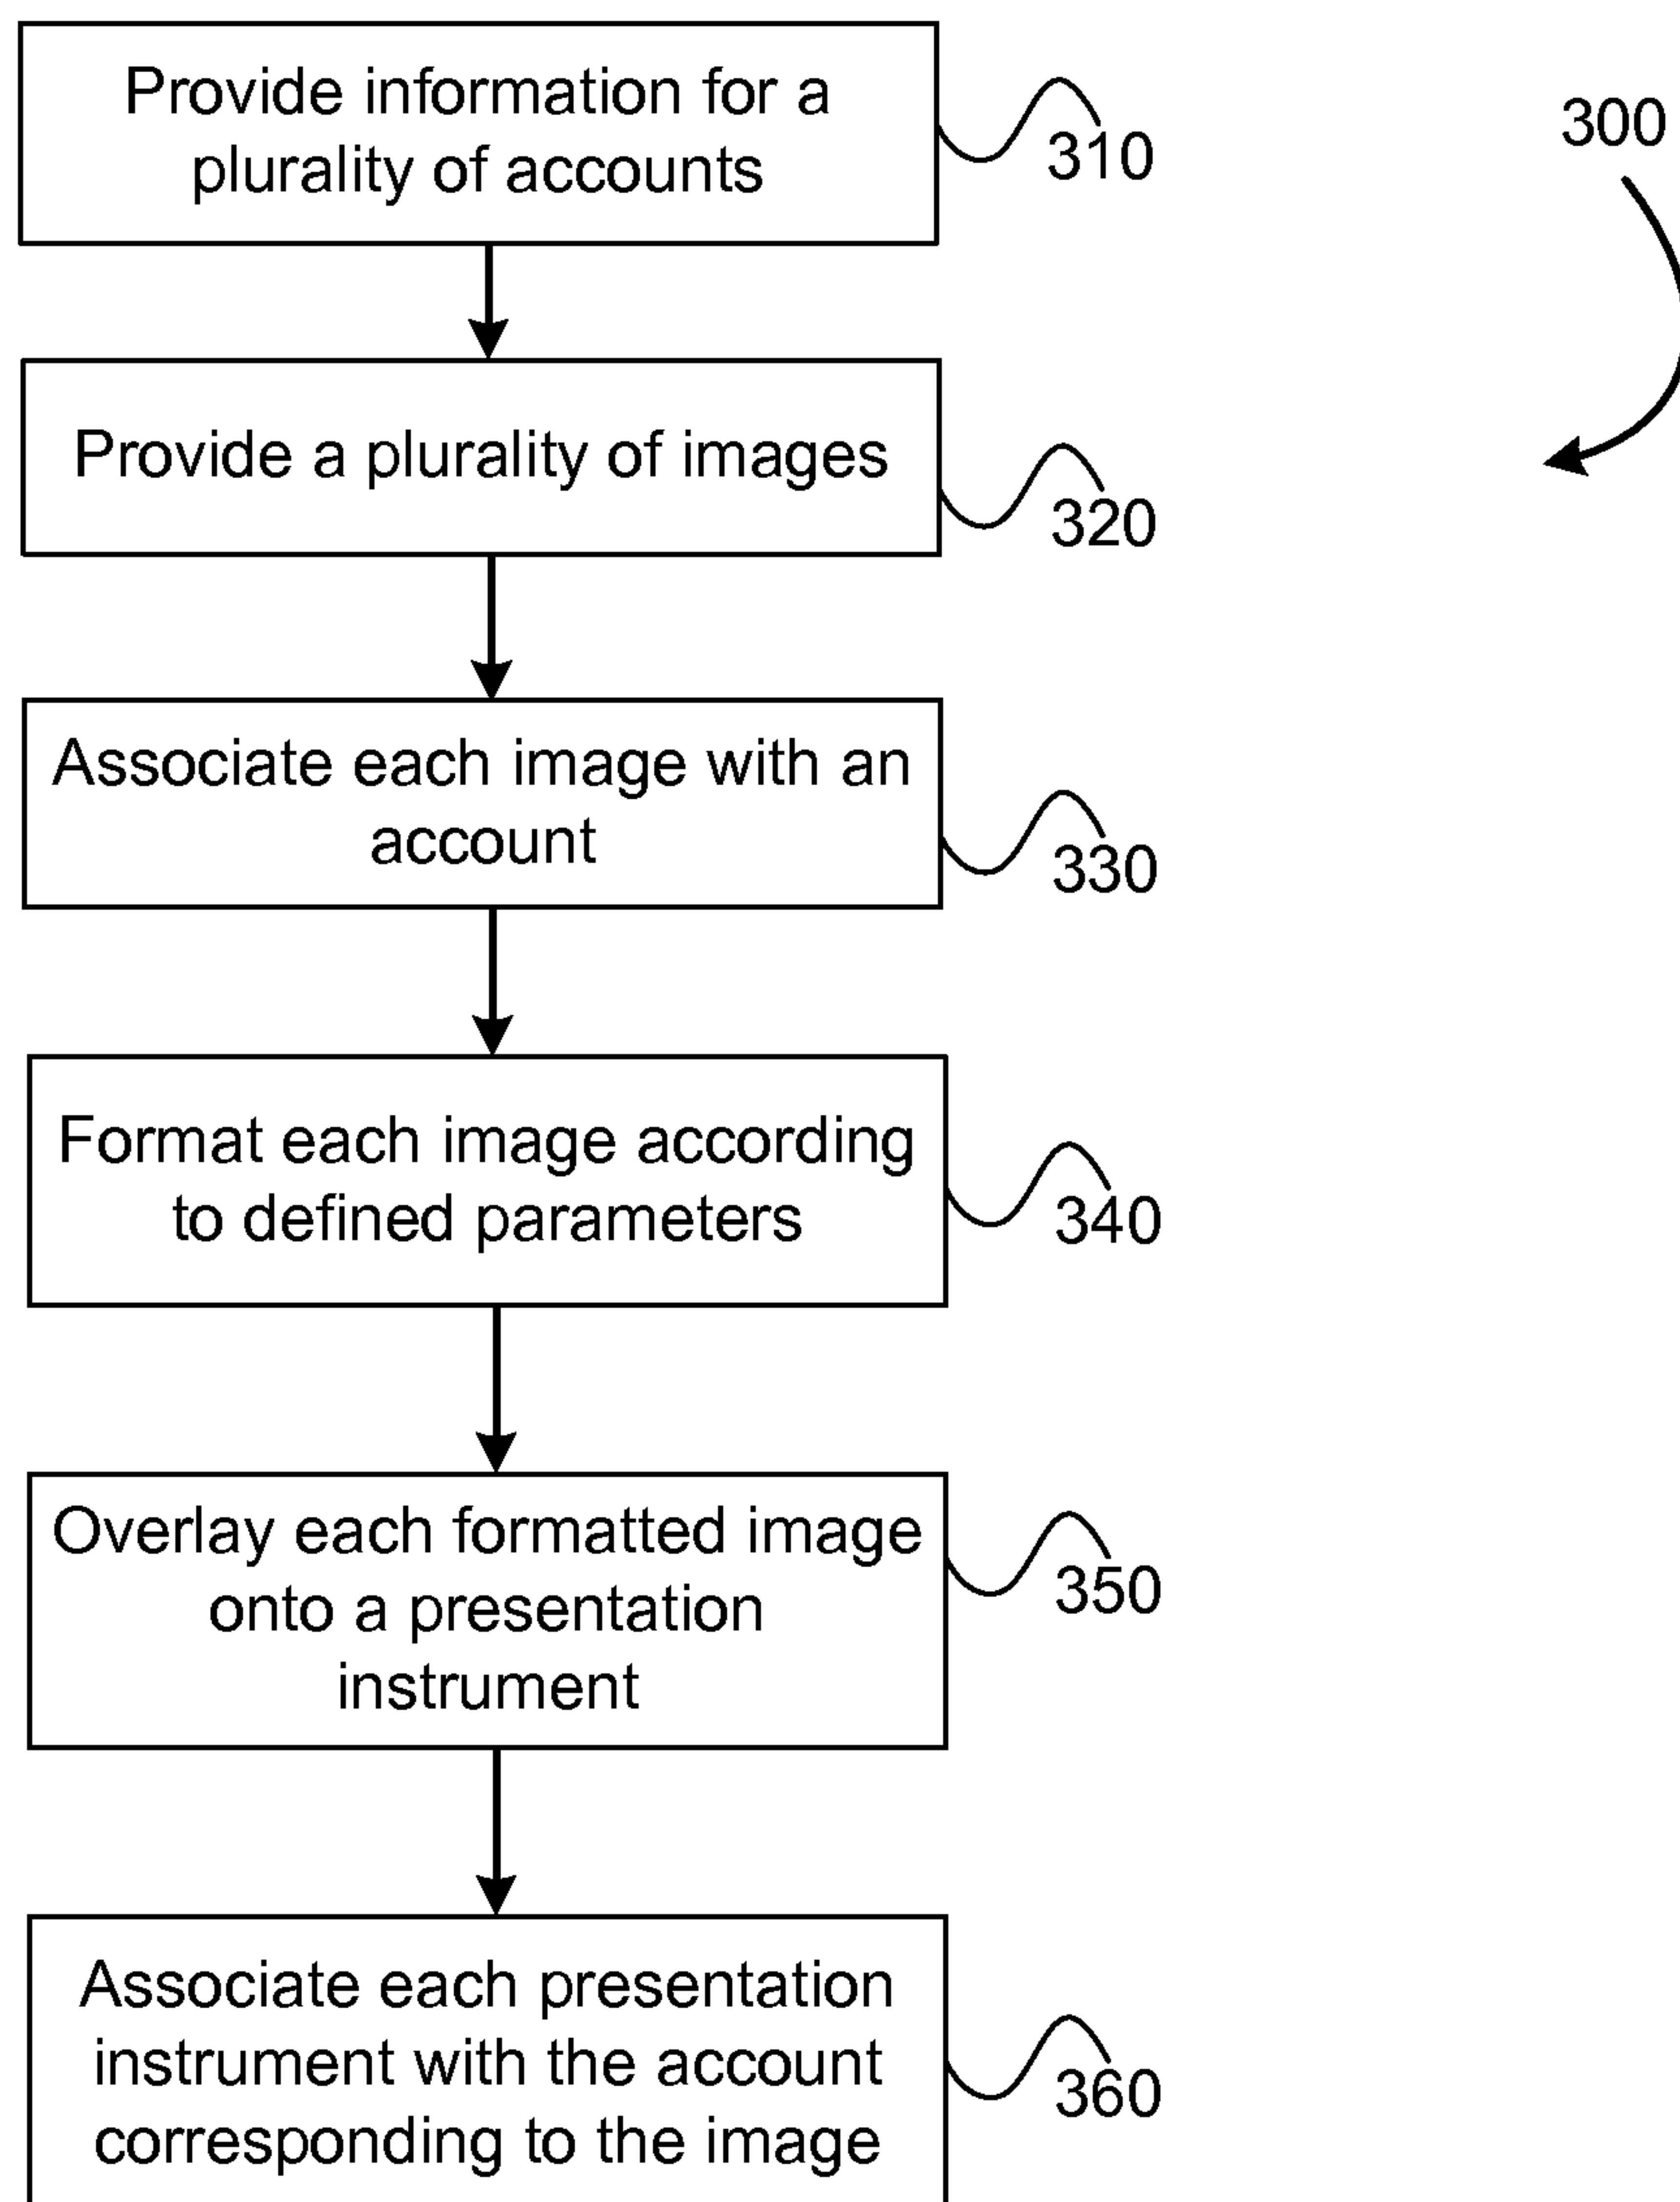 Provide information for a
plurality of accounts
310
300
Provide a plurality of images
320
Associate each image with an
account
330
Format each image according
to defined parameters
340
Overlay each formatted image
onto a presentation
instrument
350
Associate each presentation
instrument with the account
corresponding to the image
360